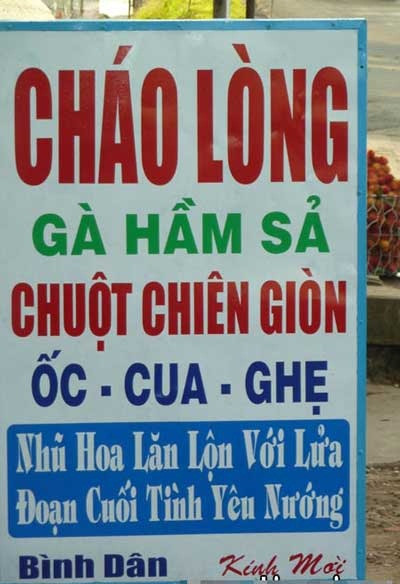 CHÁO LÒNG
GÀ HẦM SẢ
CHUỘT CHIÊN GIÒN
ỐC - CUA - GHẸ
Nhũ Hoa Lăn Lộn Với Lửa
Đoạn Cuối Tình Yêu Nướng
Bình Dân Kính Mời